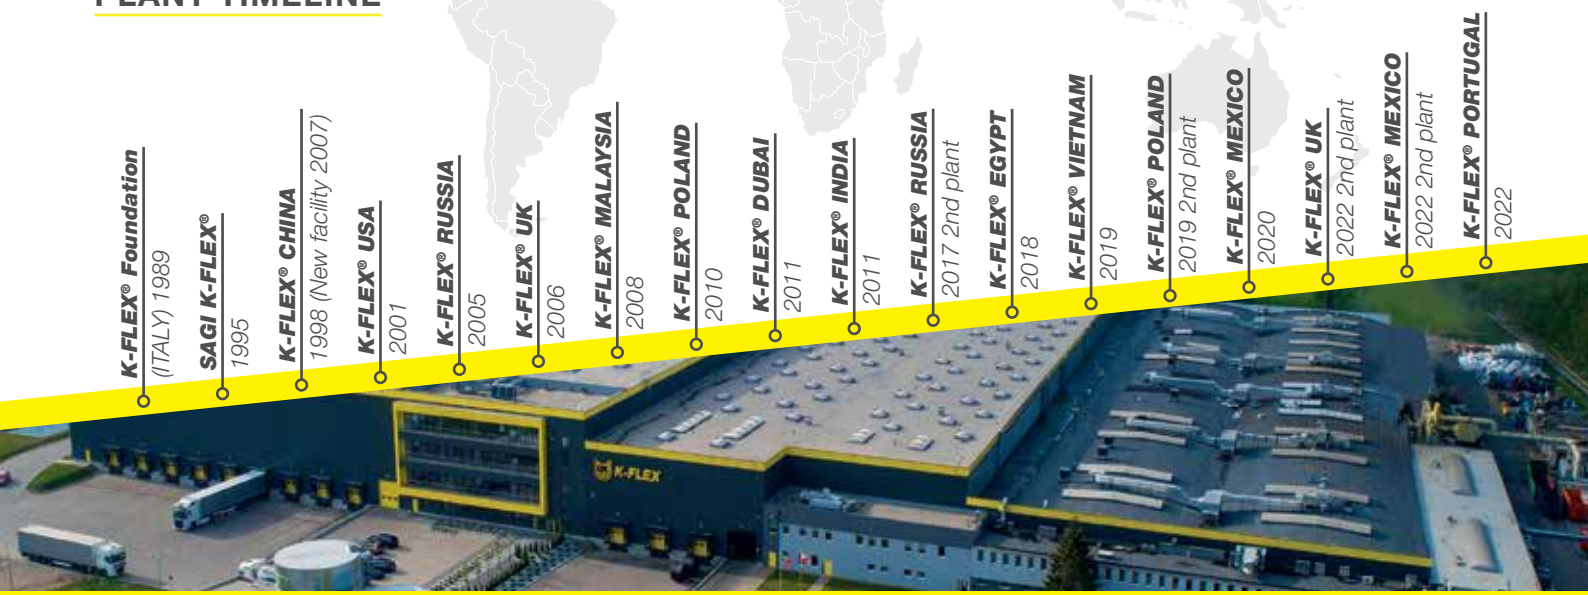 PLANT TIMELINE
K-FLEX® Foundation
(ITALY) 1989
SAGI K-FLEX®
1995
K-FLEX® CHINA
1998 (New facility 2007)
K-FLEX® USA
2001
K-FLEX® RUSSIA
2005
K-FLEX® UK
2006
K-FLEX® MALAYSIA
2008
K-FLEX® POLAND
2010
K-FLEX® DUBAI
2011
K-FLEX® INDIA
2011
K-FLEX® RUSSIA
2017 2nd plant
K-FLEX® EGYPT
2018
K-FLEX® VIETNAM
2019
K-FLEX® POLAND
2019 2nd plant
K-FLEX® MEXICO
2020
K-FLEX® UK
2022 2nd plant
K-FLEX® MEXICO
2022 2nd plant
K-FLEX® PORTUGAL
2022
K-FLEX